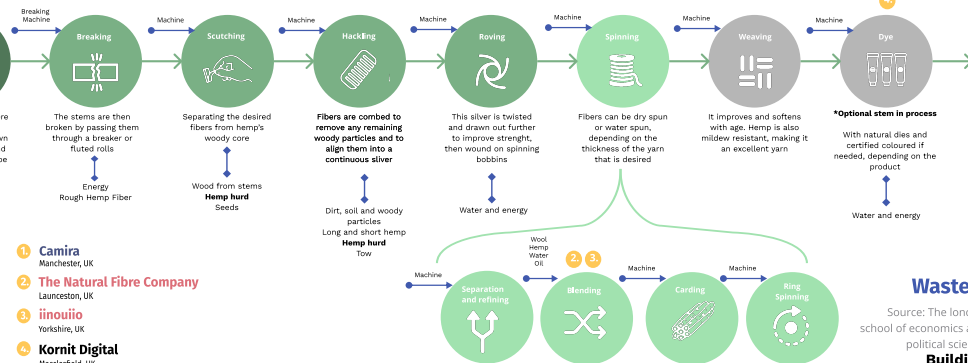 Breaking
Machine
Machine
Machine
Machine
Machine
Machine
Machine
4.
Breaking
Scutching
Hackling
Roving
Spinning
Weaving
Dye
The stems are then
broken by passing them
through a breaker or
fluted rolls
Energy
Rough Hemp Fiber
Separating the desired
fibers from hemp's
woody core
Wood from stems
Hemp hurd
Seeds
Fibers are combed to
remove any remaining
woody particles and to
align them into a
continuous sliver
Dirt, soil and woody
particles
Long and short hemp
Hemp hurd
Tow
This silver is twisted
and drawn out further
to improve strenght,
then wound on spinning
bobbins
Water and energy
Fibers can be dry spun
or water spun,
depending on the
thickness of the yarn
that is desired
It improves and softens
with age. Hemp is also
mildew resistant, making it
an excellent yarn
*Optional stem in process
With natural dies and
certified coloured if
needed, depending on the
product
Water and energy
1. Camira
Manchester, UK
2. The Natural Fibre Company
Launceston, UK
3. iinouiio
Yorkshire, UK
4. Kornit Digital
Machine
Wool
Hemp
Water
Oil
2. 3.
Machine
Machine
Separation
and refining
Blending
Carding
Ring
Spinning
Waste
Source: The lond
school of economics a
political scie
Buildi